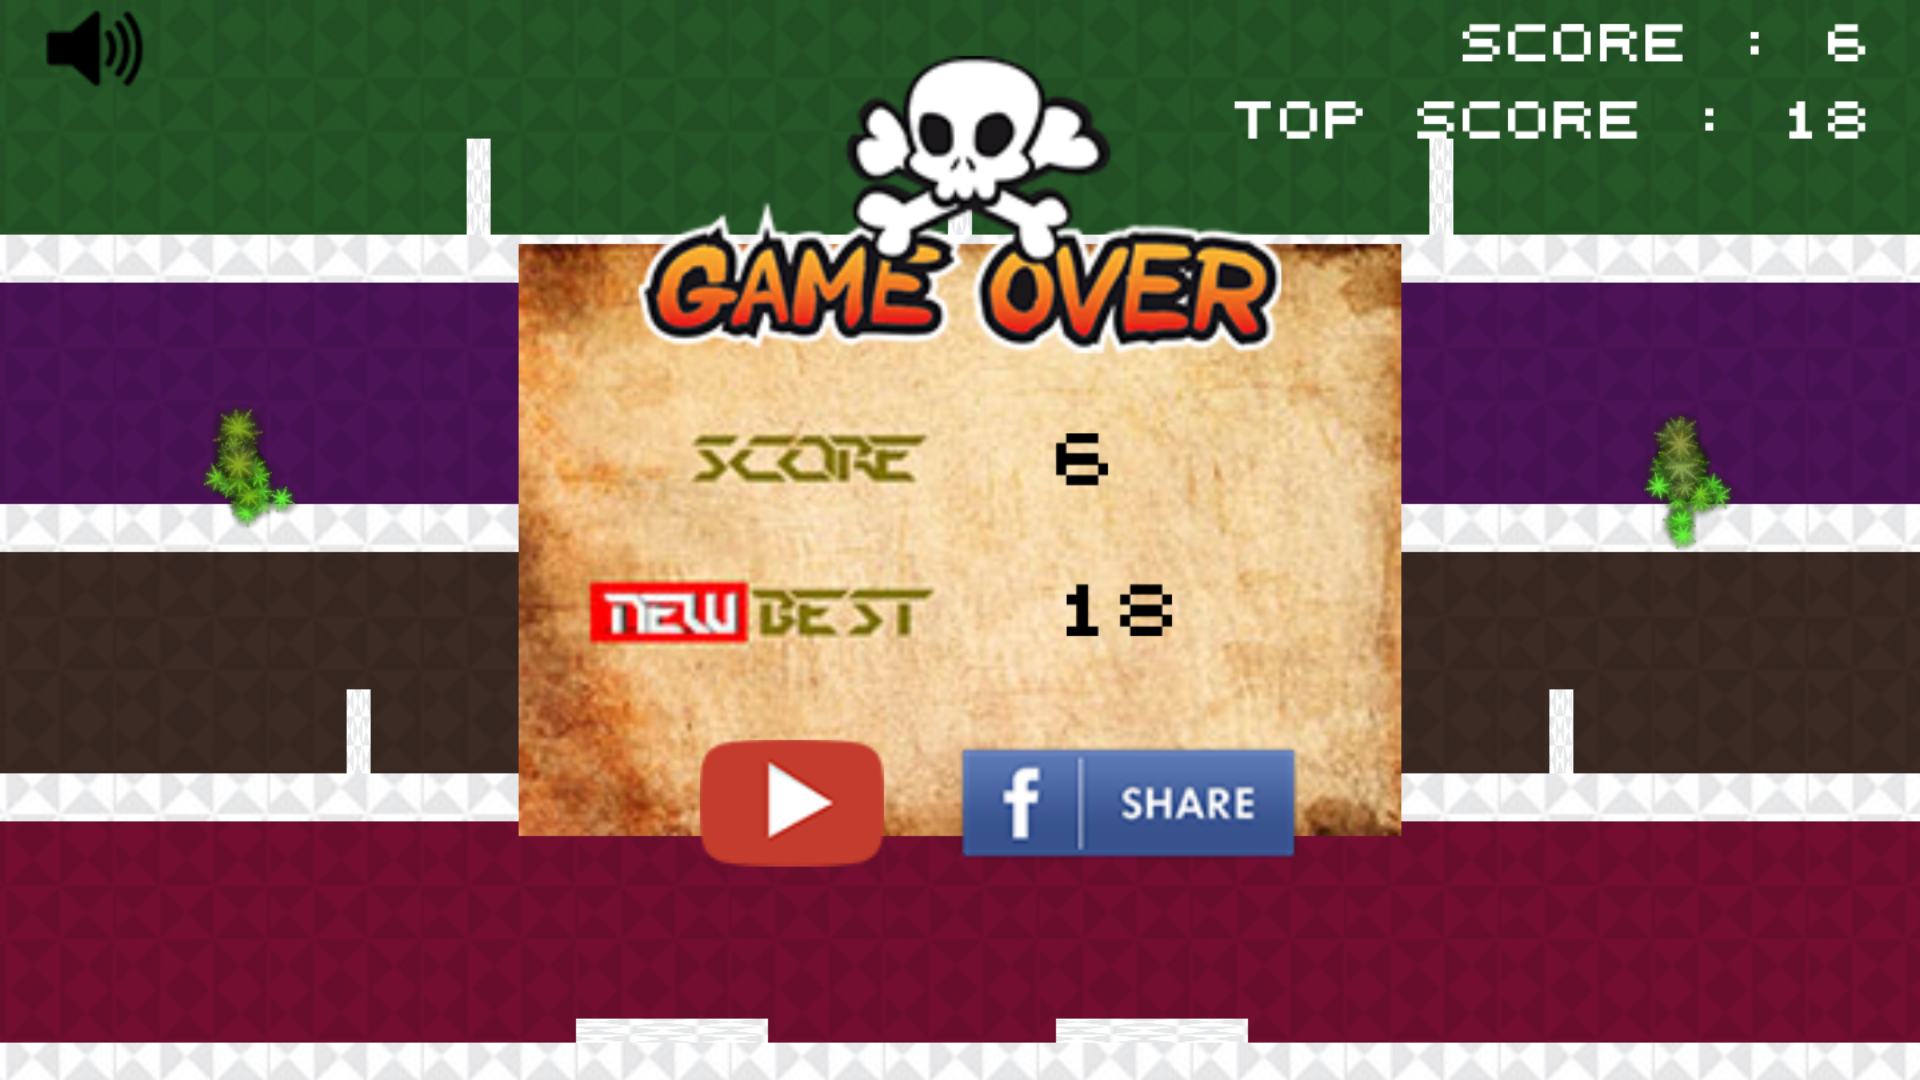 SCORE : 6
TOP SCORE : 18
GAME OVER
SCORE 6
NEW BEST 18
f SHARE